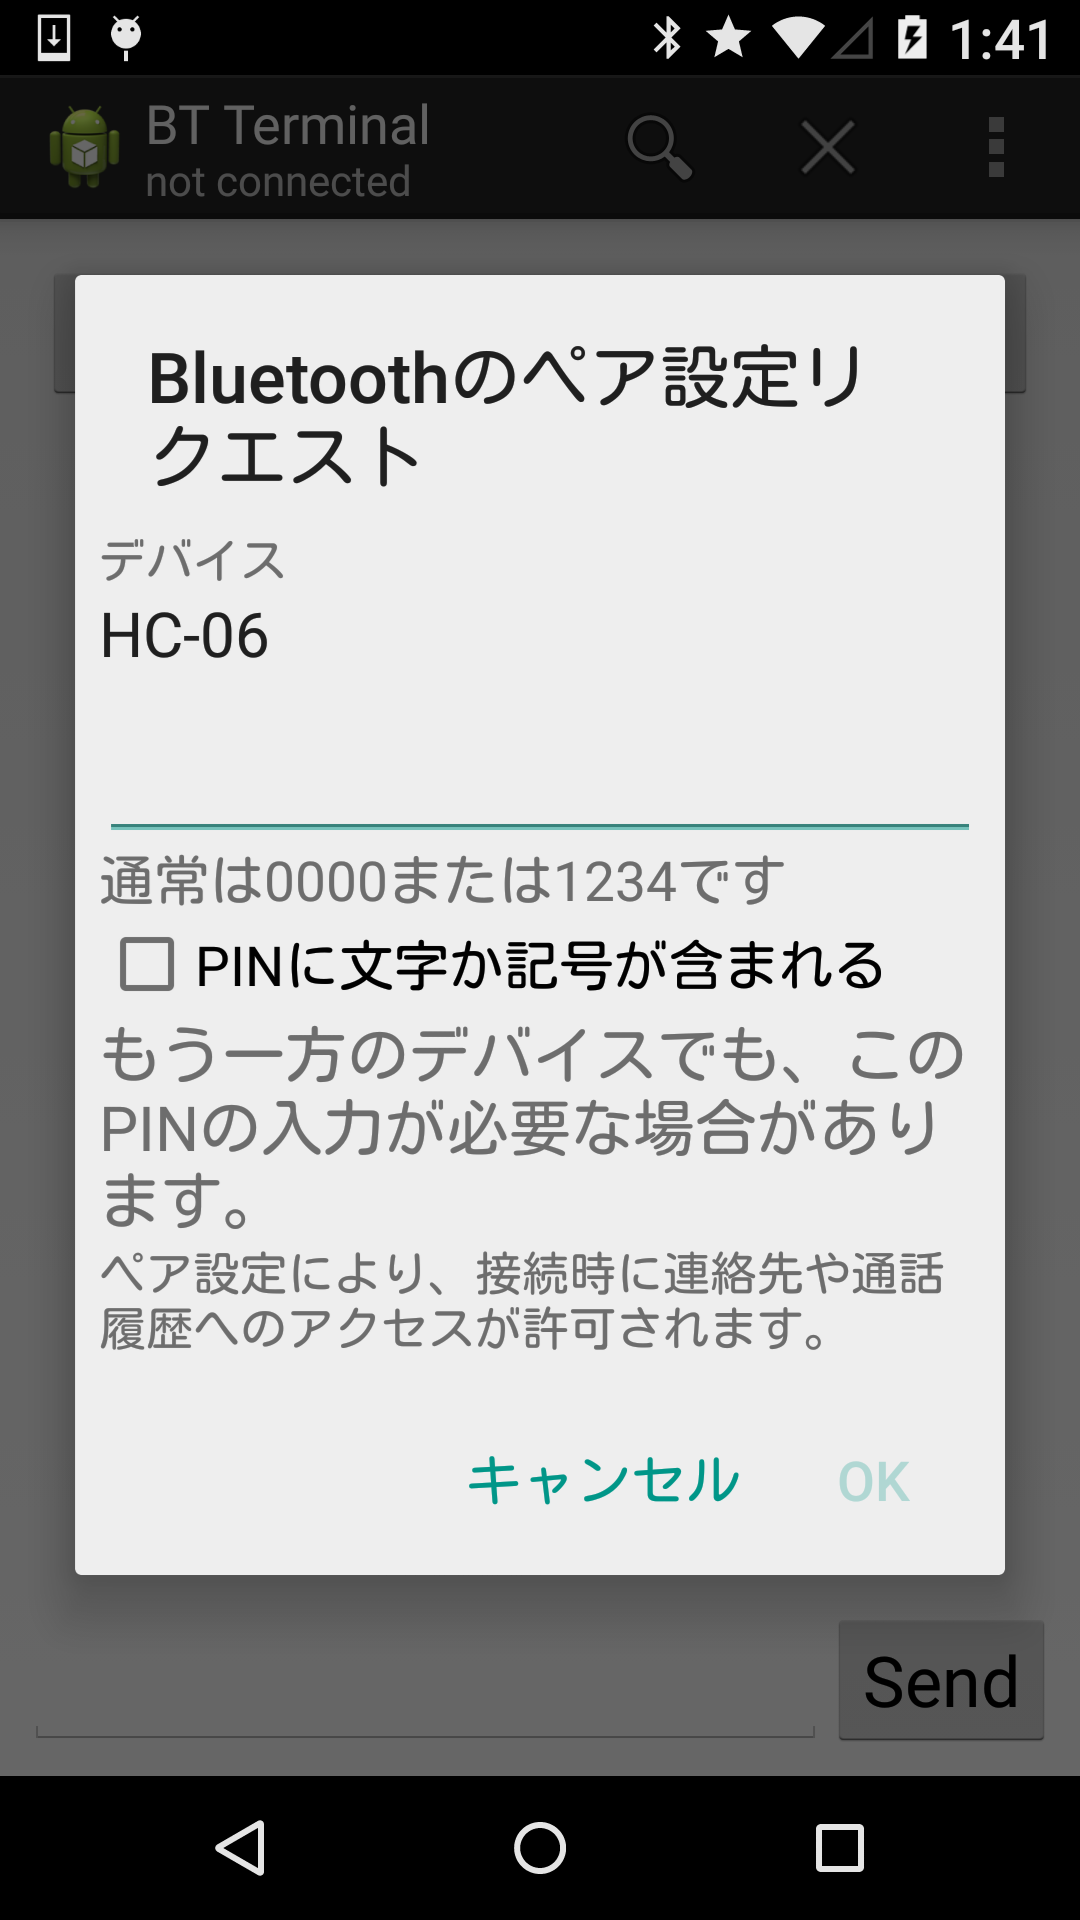 1:41
BT Terminal
not connected
Bluetoothのペア設定リ
クエスト
デバイス
HC-06
通常は0000または1234です
PINに文字か記号が含まれる
もう一方のデバイスでも、この
PINの入力が必要な場合があり
ます。
ペア設定により、接続時に連絡先や通話
履歴へのアクセスが許可されます。
キャンセル
OK
Send